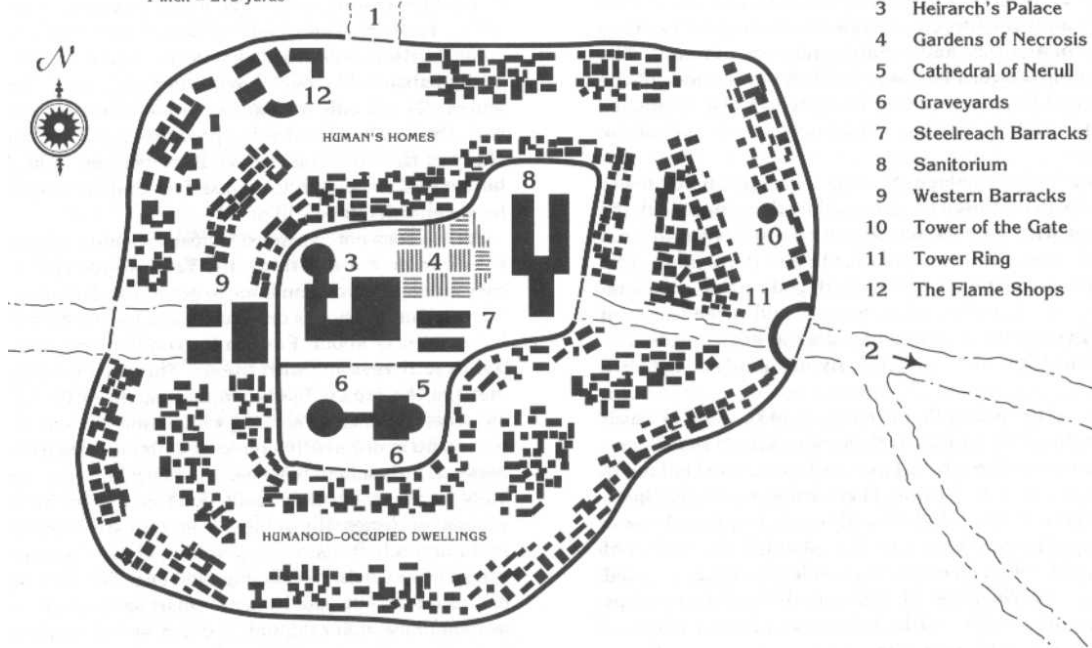 3 Heirarch's Palace
4 Gardens of Necrosis
5 Cathedral of Nerull
6 Graveyards
7 Steelreach Barracks
8 Sanitorium
9 Western Barracks
10 Tower of the Gate
11 Tower Ring
12 The Flame Shops
N
1
12
HUMAN'S HOMES
8
10
3
4
9
11
7
2
6
5
6
HUMANOID-OCCUPIED DWELLINGS